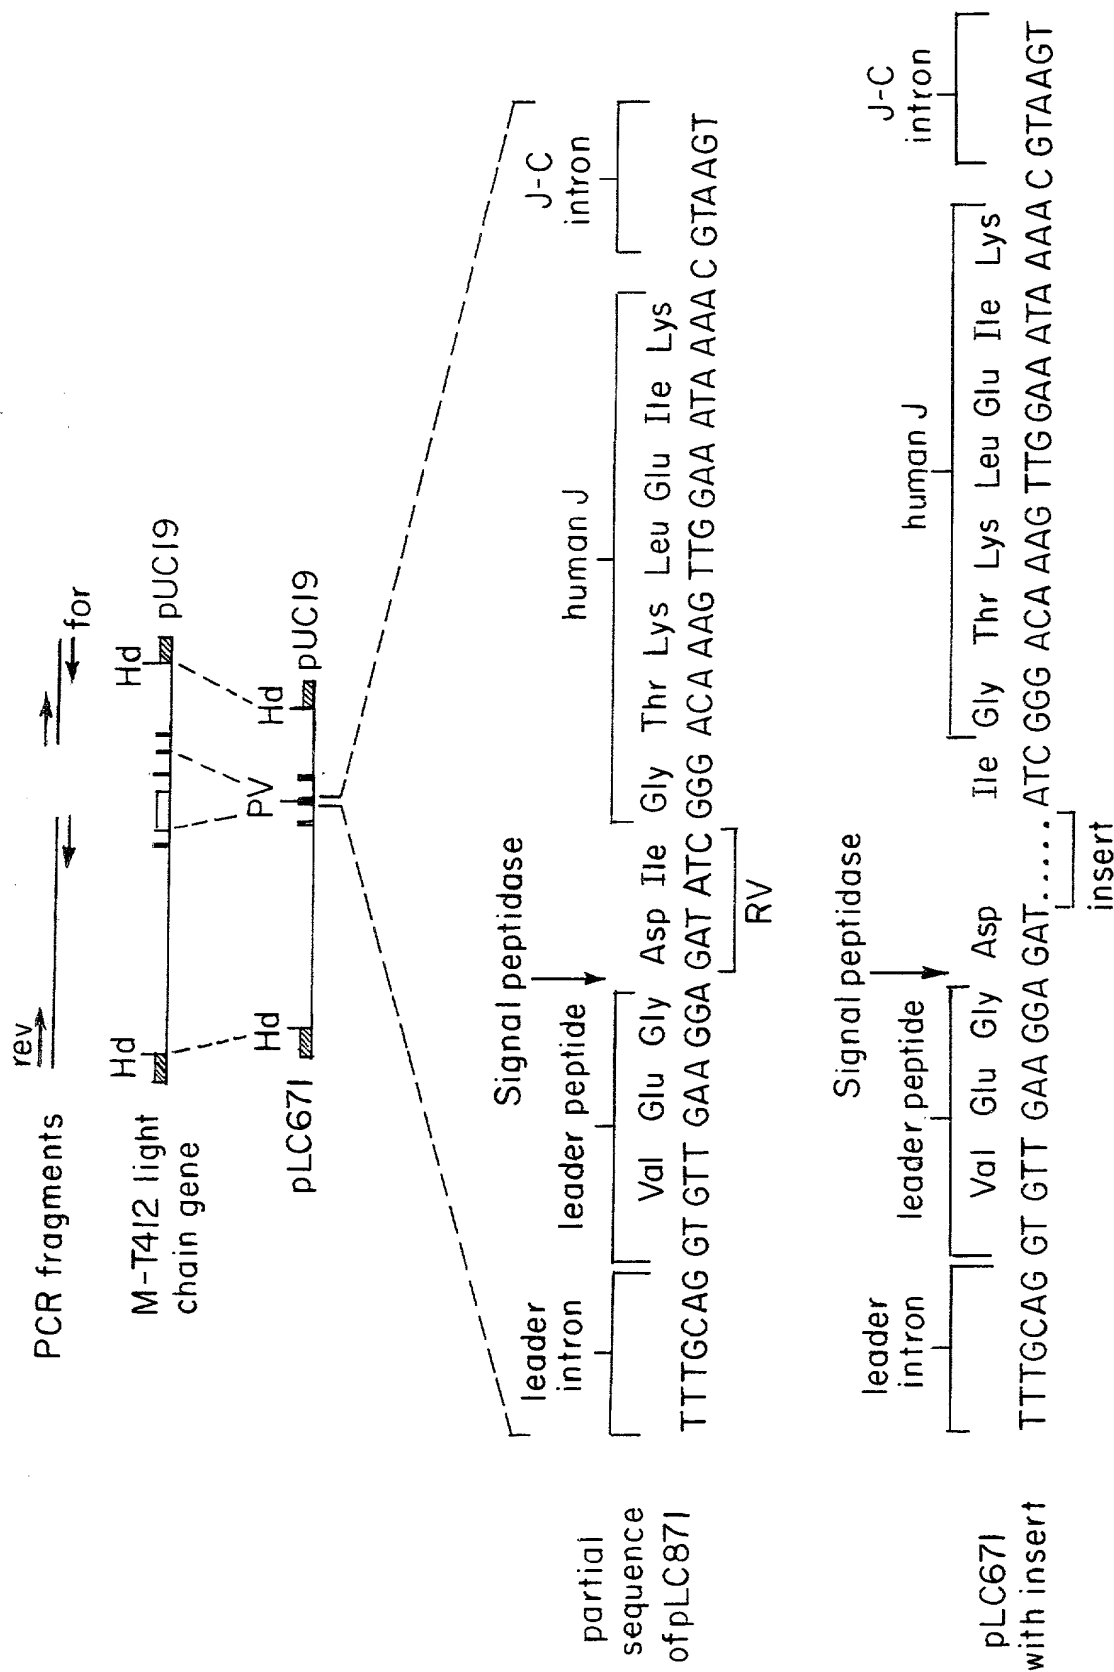 PCR fragments
rev
for
M-T412 light
chain gene
Hd
Hd
pUC19
PV
pLC671
Hd
Hd
pUC19
Signal peptidase
leader
intron
leader peptide
human J
J-C
intron
Val Glu Gly Asp Ile Gly Thr Lys Leu Glu Ile Lys
partial
sequence
of pLC871
TTTGCAG GT GTT GAA GGA GAT ATC GGG ACA AAG TTG GAA ATA AAA C GTAAGT
RV
Signal peptidase
leader
intron
leader peptide
human J
J-C
intron
Val Glu Gly Asp Ile Gly Thr Lys Leu Glu Ile Lys
pLC671
with insert
TTTGCAG GT GTT GAA GGA GAT...... ATC GGG ACA AAG TTG GAA ATA AAA C GTAAGT
insert